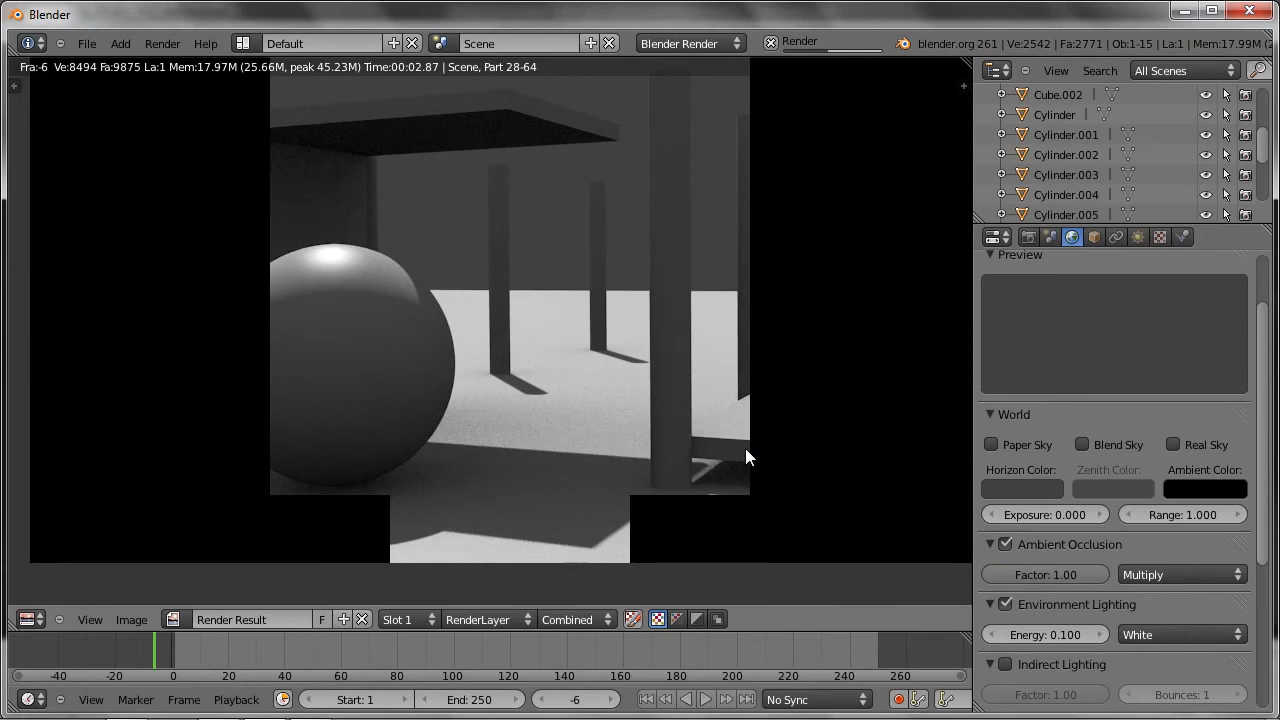 Blender
File Add Render Help Default Scene Blender Render Render blender.org 261 | Ve:2542 | Fa:2771 | Ob:1-15 | La:1 | Mem:17.99M (2
Fra:-6 Ve:8494 Fa:9875 La:1 Mem:17.97M (25.66M, peak 45.23M) Time:00:02.87 | Scene, Part 28-64
View Search All Scenes
Cube.002
Cylinder
Cylinder.001
Cylinder.002
Cylinder.003
Cylinder.004
Cylinder.005
Preview
World
Paper Sky Blend Sky Real Sky
Horizon Color: Zenith Color: Ambient Color:
Exposure: 0.000 Range: 1.000
Ambient Occlusion
Factor: 1.00 Multiply
Environment Lighting
Energy: 0.100 White
Indirect Lighting
Factor: 1.00 Bounces: 1
View Image Render Result F Slot 1 RenderLayer Combined
-40 -20 0 20 40 60 80 100 120 140 160 180 200 220 240 260
View Marker Frame Playback Start: 1 End: 250 -6 No Sync